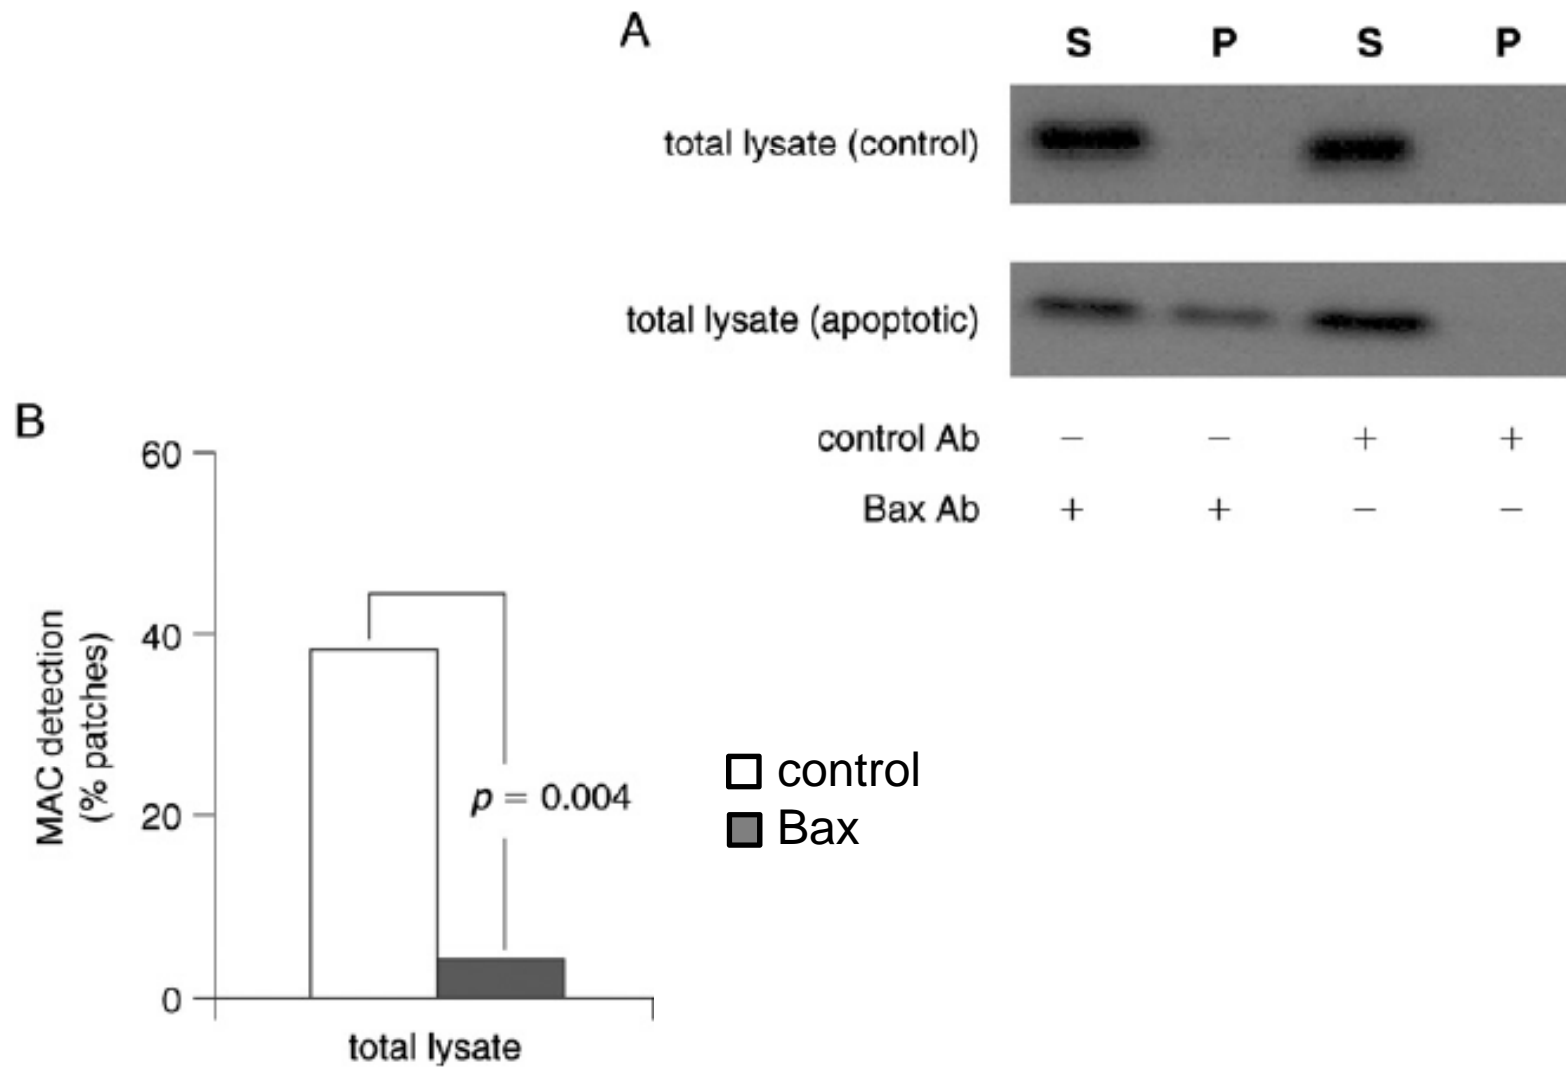 A
S P S P
total lysate (control)
total lysate (apoptotic)
control Ab − − + +
Bax Ab + + − −
B
60
40
20
0
MAC detection
(% patches)
p = 0.004
total lysate
control
Bax